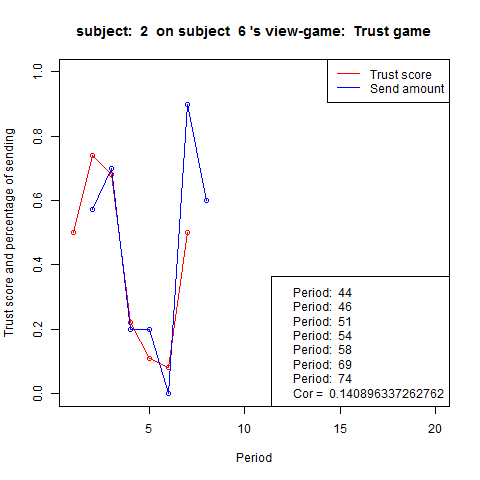 subject:  2  on subject  6 's view-game:  Trust game
Trust score
Send amount
Trust score and percentage of sending
1.0
0.8
0.6
0.4
0.2
0.0
Period:  44
Period:  46
Period:  51
Period:  54
Period:  58
Period:  69
Period:  74
Cor =  0.140896337262762
5
10
15
20
Period